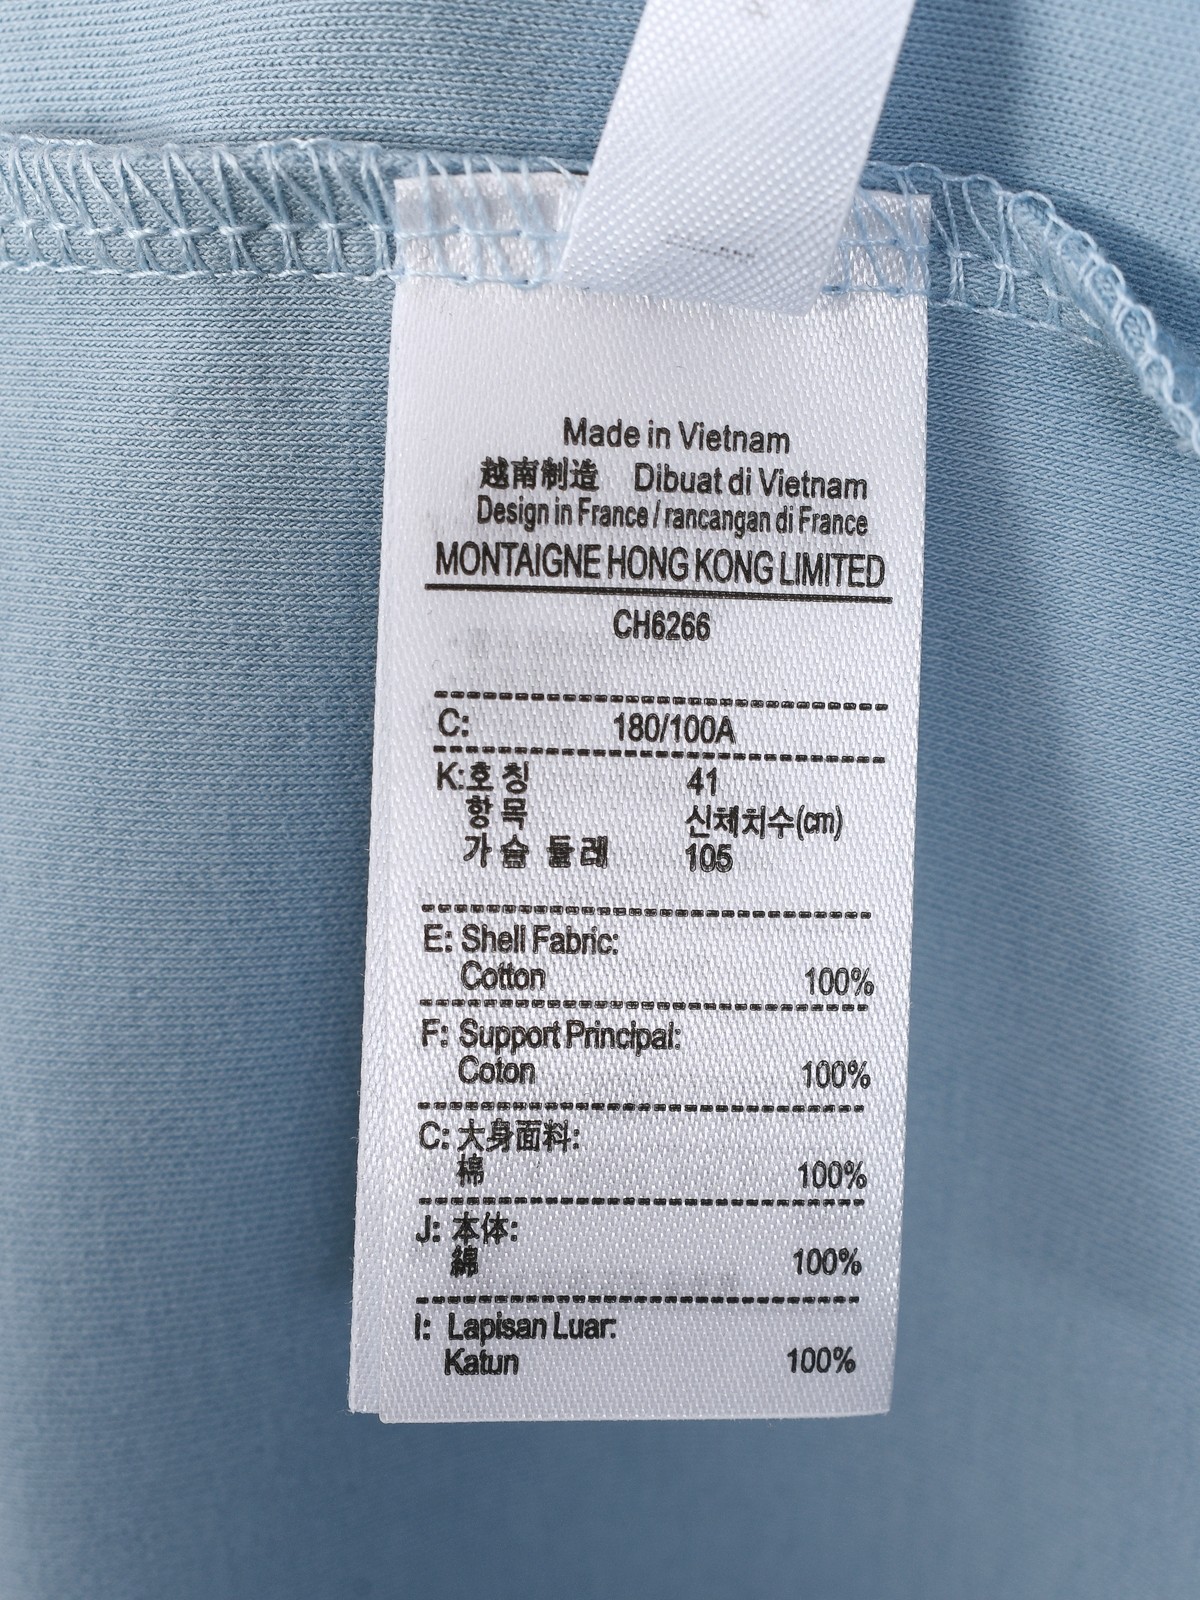 Made in Vietnam
越南制造 Dibuat di Vietnam
Design in France / rancangan di France
MONTAIGNE HONG KONG LIMITED
CH6266
C: 180/100A
K:호 칭 41
항 목 신체치수(cm)
가 슴 둘 레 105
E: Shell Fabric:
Cotton 100%
F: Support Principal:
Coton 100%
C: 大身面料:
棉 100%
J: 本体:
綿 100%
I: Lapisan Luar:
Katun 100%